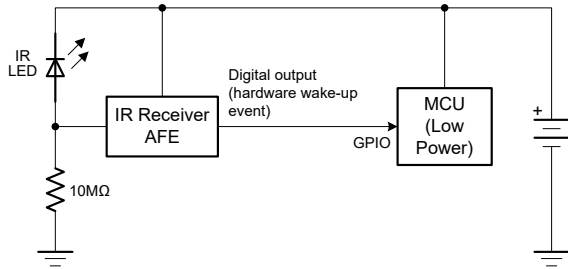 IR
LED
Digital output
(hardware wake-up
event)
IR Receiver
AFE
MCU
(Low
Power)
GPIO
+
10MΩ